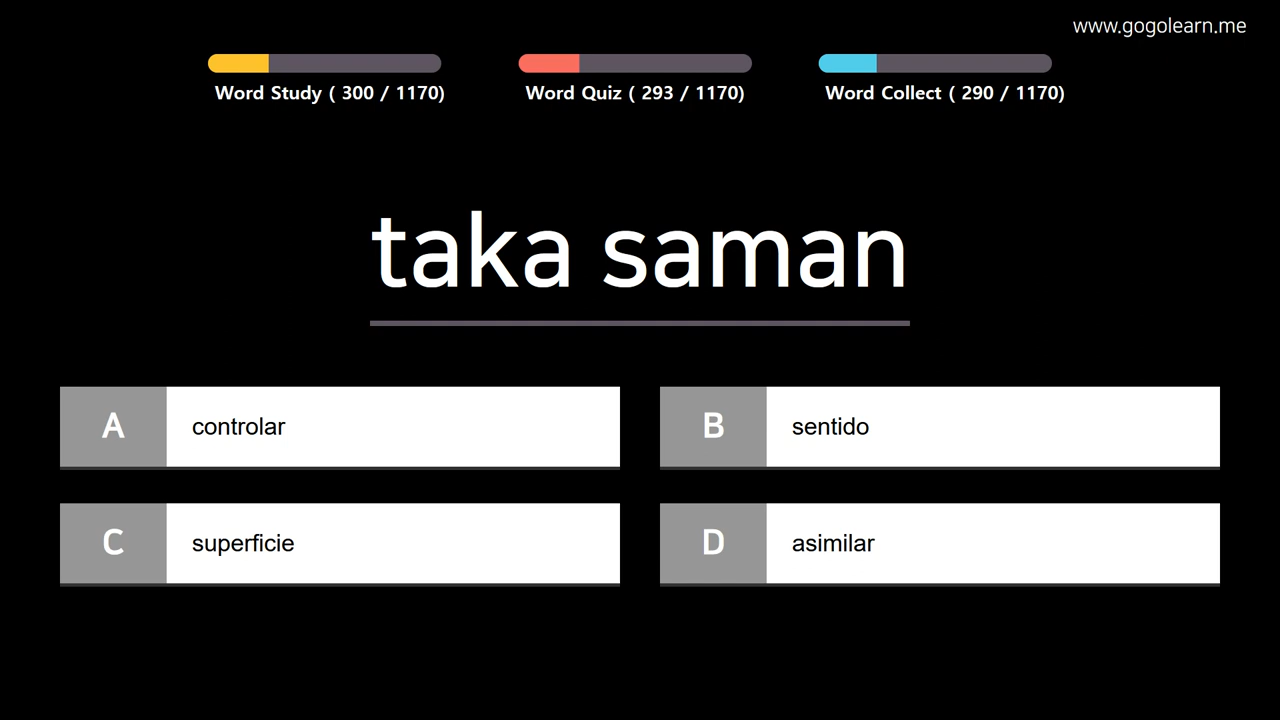 www.gogolearn.me
Word Study ( 300 / 1170)
Word Quiz ( 293 / 1170)
Word Collect ( 290 / 1170)
taka saman
A controlar
B sentido
C superficie
D asimilar